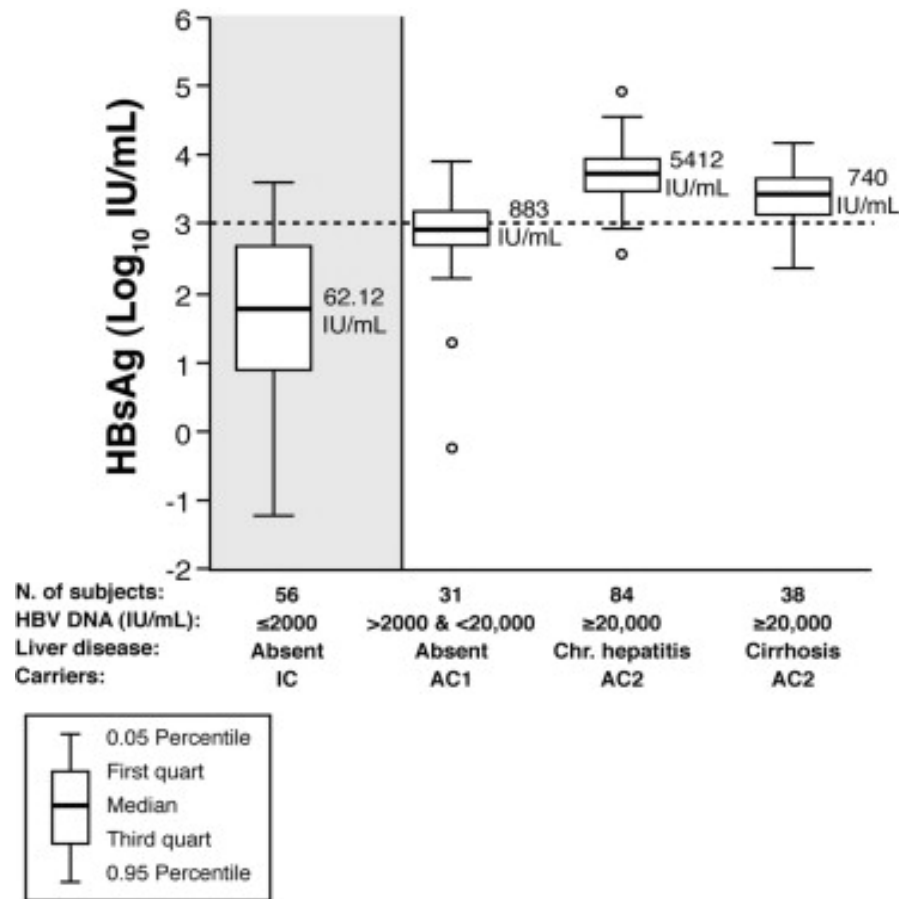 HBsAg (Log10 IU/mL)
6
5
4
3
2
1
0
-1
-2
62.12
IU/mL
883
IU/mL
5412
IU/mL
740
IU/mL
N. of subjects: 56 31 84 38
HBV DNA (IU/mL): ≤2000 >2000 & <20,000 ≥20,000 ≥20,000
Liver disease: Absent Absent Chr. hepatitis Cirrhosis
Carriers: IC AC1 AC2 AC2
0.05 Percentile
First quart
Median
Third quart
0.95 Percentile